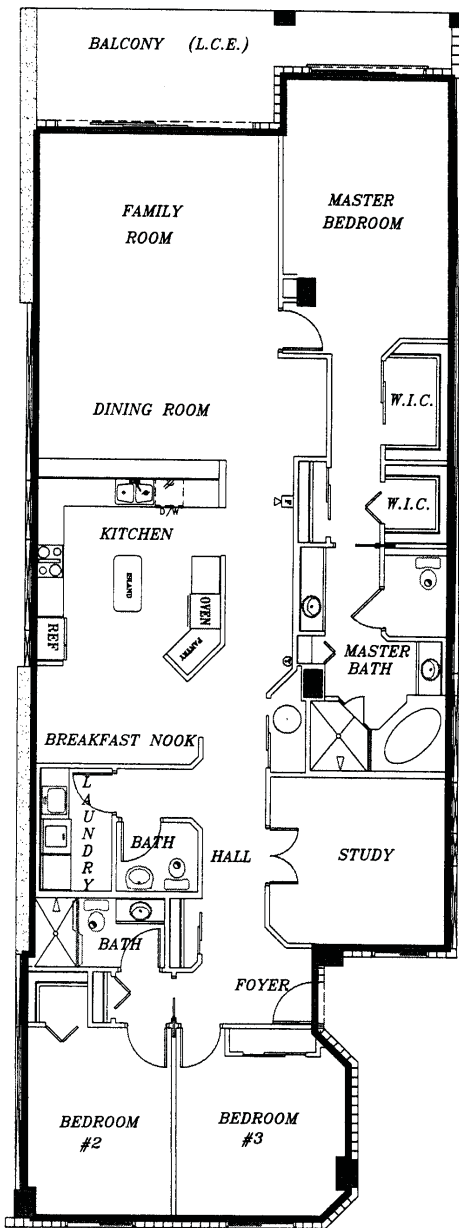 BALCONY (L.C.E.)
FAMILY
ROOM
MASTER
BEDROOM
DINING ROOM
W.I.C.
W.I.C.
D/W
KITCHEN
ISLAND
OVEN
PANTRY
REF
MASTER
BATH
BREAKFAST NOOK
LAUNDRY
BATH
HALL
STUDY
BATH
FOYER
BEDROOM
#2
BEDROOM
#3